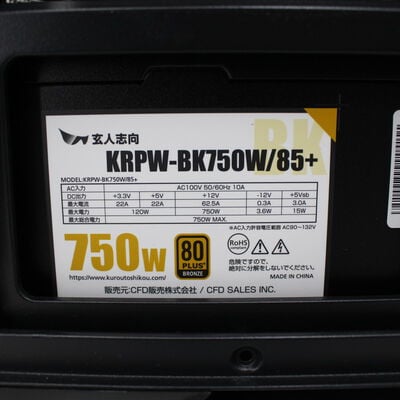 玄人志向
BK
KRPW-BK750W/85+
MODEL:KRPW-BK750W/85+
AC入力 AC100V 50/60Hz 10A
DC出力 +3.3V +5V +12V -12V +5Vsb
最大電流 22A 22A 62.5A 0.3A 3.0A
最大電力 120W 750W 3.6W 15W
最大総合出力 750W MAX.
※AC入力許容電圧範囲 AC90~132V
750W
80 PLUS BRONZE
RoHS
危険ですので、
絶対に分解をしないでください。
https://www.kuroutoshikou.com/
MADE IN CHINA
販売元:CFD販売株式会社 / CFD SALES INC.